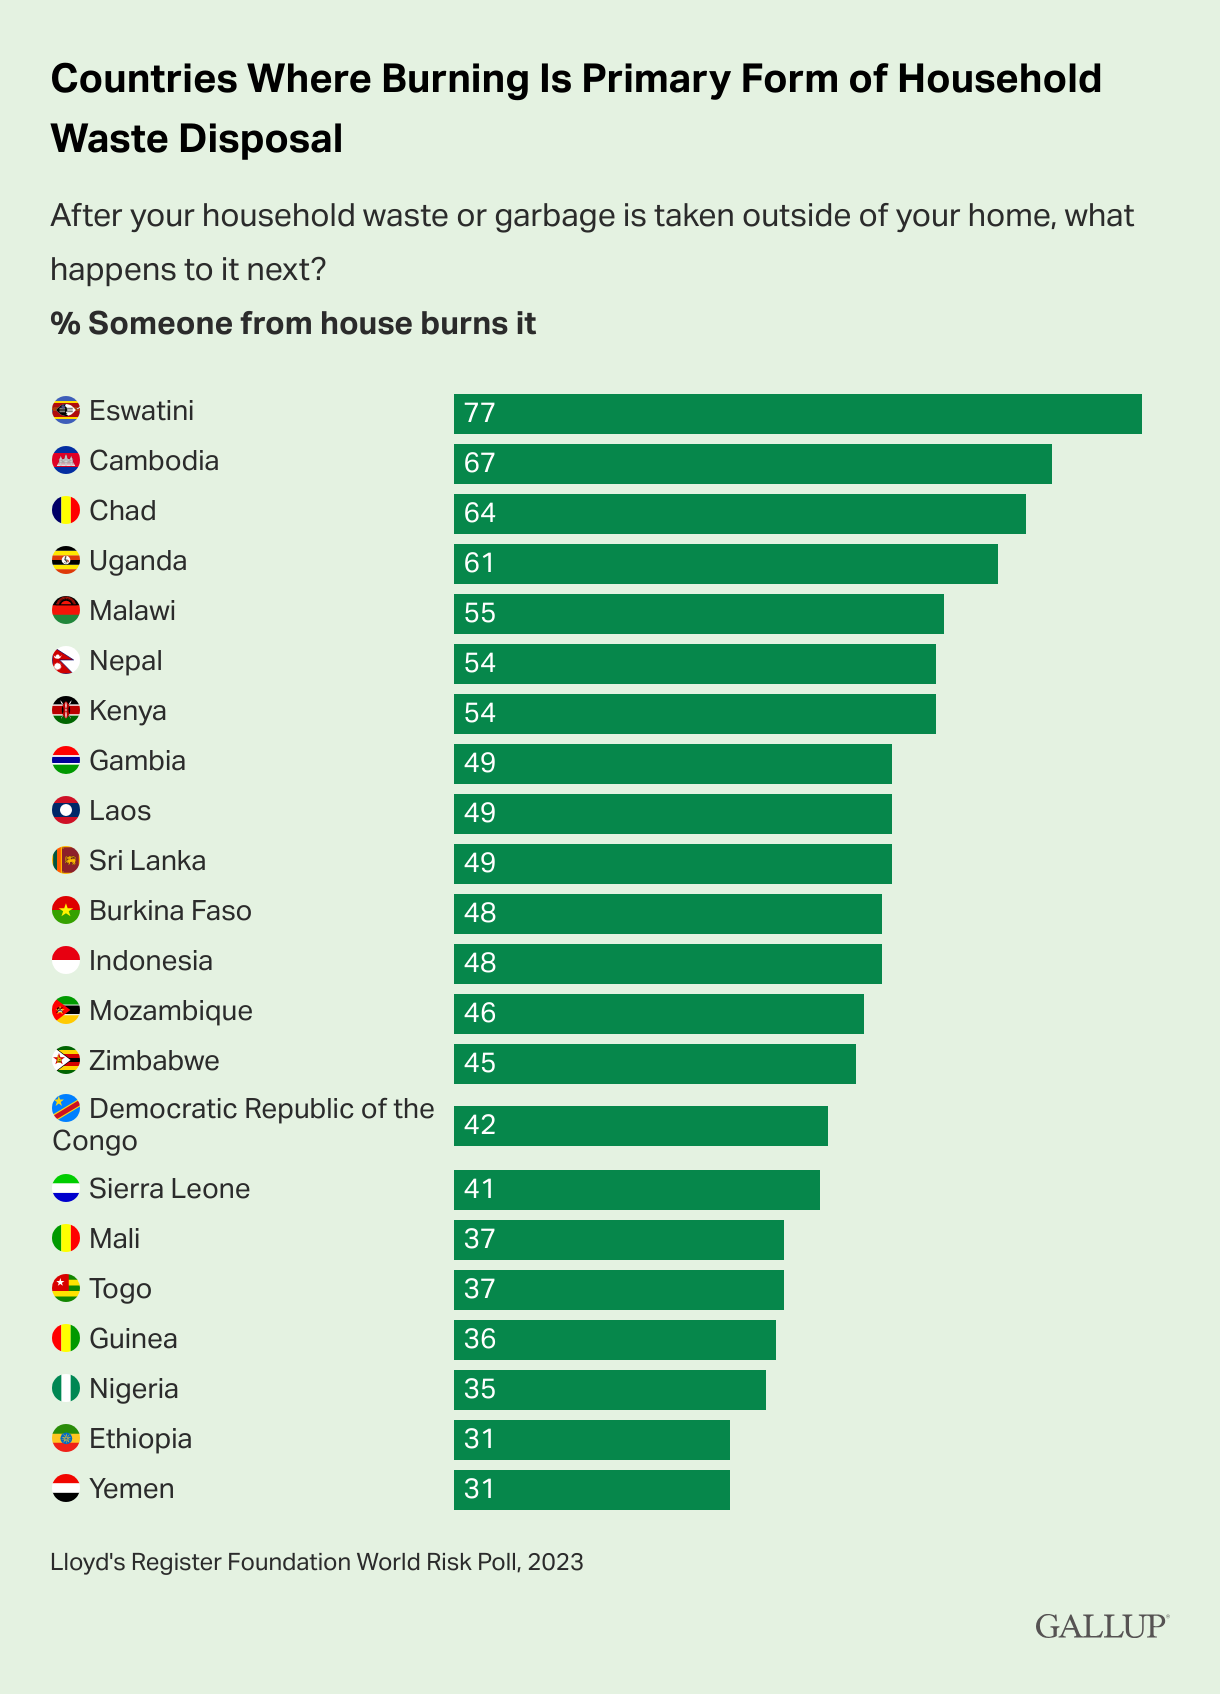 Countries Where Burning Is Primary Form of Household
Waste Disposal
After your household waste or garbage is taken outside of your home, what
happens to it next?
% Someone from house burns it
Eswatini 77
Cambodia 67
Chad 64
Uganda 61
Malawi 55
Nepal 54
Kenya 54
Gambia 49
Laos 49
Sri Lanka 49
Burkina Faso 48
Indonesia 48
Mozambique 46
Zimbabwe 45
Democratic Republic of the
Congo 42
Sierra Leone 41
Mali 37
Togo 37
Guinea 36
Nigeria 35
Ethiopia 31
Yemen 31
Lloyd's Register Foundation World Risk Poll, 2023
GALLUP®